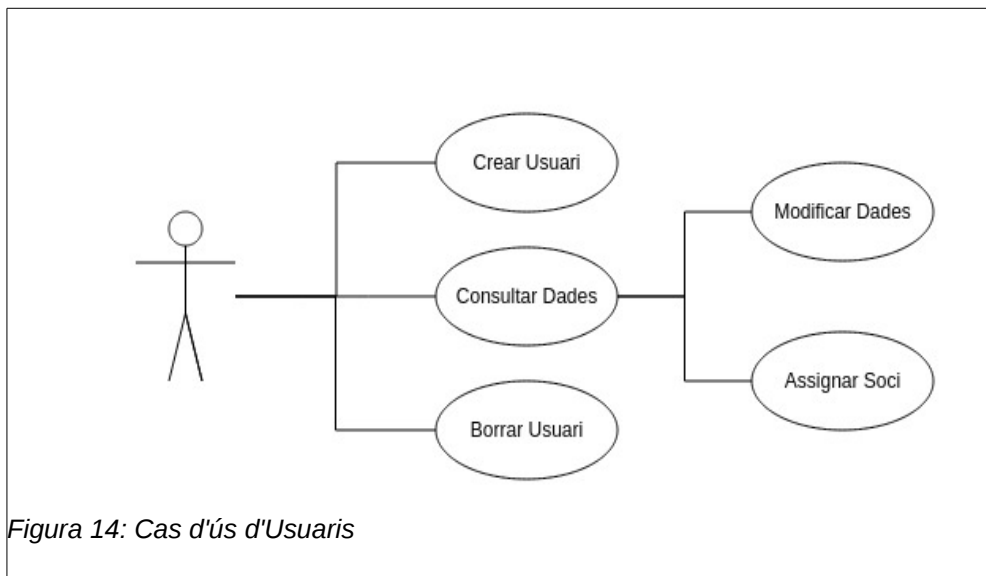 Crear Usuari
Modificar Dades
Consultar Dades
Assignar Soci
Borrar Usuari
Figura 14: Cas d'ús d'Usuaris